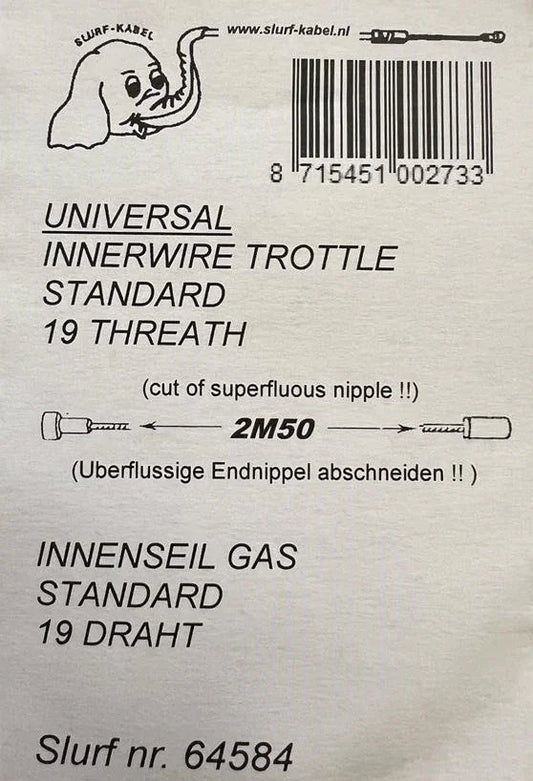 SLURF-KABEL
www.slurf-kabel.nl
8 715451 002733
UNIVERSAL
INNERWIRE TROTTLE
STANDARD
19 THREATH
(cut of superfluous nipple !!)
2M50
(Uberflussige Endnippel abschneiden !! )
INNENSEIL GAS
STANDARD
19 DRAHT
Slurf nr. 64584